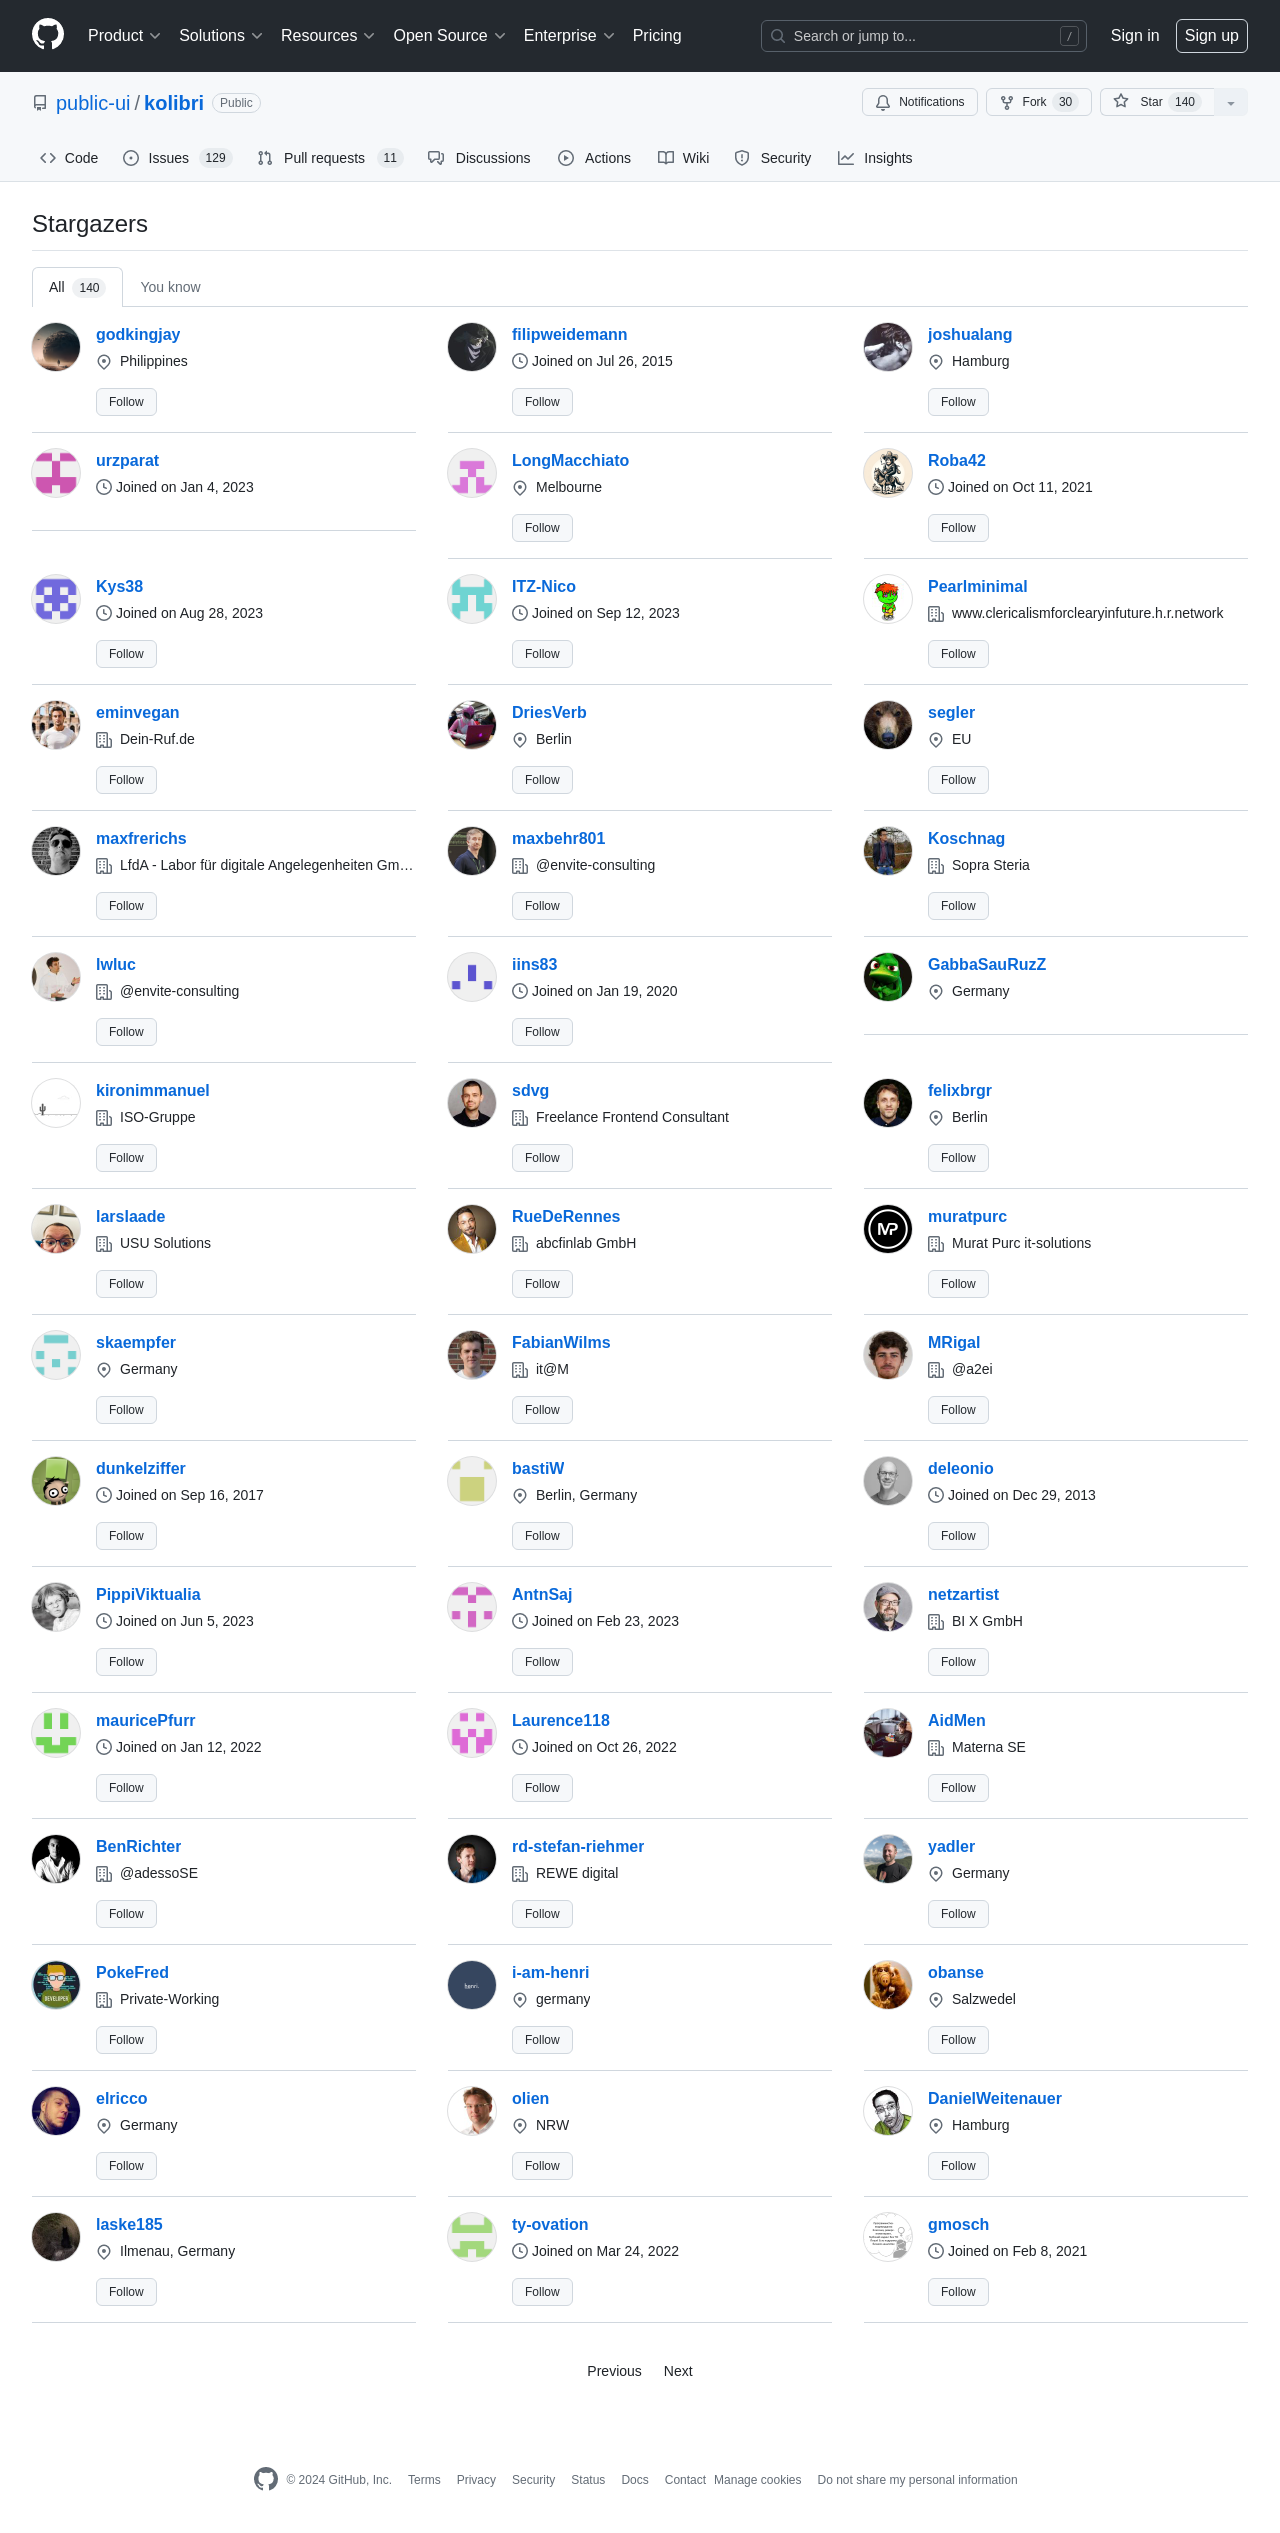 Product
Solutions
Resources
Open Source
Enterprise
Pricing
Search or jump to...
/
Sign in
Sign up
public-ui / kolibri
Public
Notifications
Fork 30
Star 140
Code
Issues 129
Pull requests 11
Discussions
Actions
Wiki
Security
Insights
Stargazers
All 140
You know
godkingjay
Philippines
Follow
filipweidemann
Joined on Jul 26, 2015
Follow
joshualang
Hamburg
Follow
urzparat
Joined on Jan 4, 2023
LongMacchiato
Melbourne
Follow
Roba42
Joined on Oct 11, 2021
Follow
Kys38
Joined on Aug 28, 2023
Follow
ITZ-Nico
Joined on Sep 12, 2023
Follow
Pearlminimal
www.clericalismforclearyinfuture.h.r.network
Follow
eminvegan
Dein-Ruf.de
Follow
DriesVerb
Berlin
Follow
segler
EU
Follow
maxfrerichs
LfdA - Labor für digitale Angelegenheiten Gm…
Follow
maxbehr801
@envite-consulting
Follow
Koschnag
Sopra Steria
Follow
lwluc
@envite-consulting
Follow
iins83
Joined on Jan 19, 2020
Follow
GabbaSauRuzZ
Germany
kironimmanuel
ISO-Gruppe
Follow
sdvg
Freelance Frontend Consultant
Follow
felixbrgr
Berlin
Follow
larslaade
USU Solutions
Follow
RueDeRennes
abcfinlab GmbH
Follow
muratpurc
Murat Purc it-solutions
Follow
skaempfer
Germany
Follow
FabianWilms
it@M
Follow
MRigal
@a2ei
Follow
dunkelziffer
Joined on Sep 16, 2017
Follow
bastiW
Berlin, Germany
Follow
deleonio
Joined on Dec 29, 2013
Follow
PippiViktualia
Joined on Jun 5, 2023
Follow
AntnSaj
Joined on Feb 23, 2023
Follow
netzartist
BI X GmbH
Follow
mauricePfurr
Joined on Jan 12, 2022
Follow
Laurence118
Joined on Oct 26, 2022
Follow
AidMen
Materna SE
Follow
BenRichter
@adessoSE
Follow
rd-stefan-riehmer
REWE digital
Follow
yadler
Germany
Follow
DEVELOPER
PokeFred
Private-Working
Follow
henri.
i-am-henri
germany
Follow
obanse
Salzwedel
Follow
elricco
Germany
Follow
olien
NRW
Follow
DanielWeitenauer
Hamburg
Follow
laske185
Ilmenau, Germany
Follow
ty-ovation
Joined on Mar 24, 2022
Follow
gmosch
Joined on Feb 8, 2021
Follow
Previous
Next
© 2024 GitHub, Inc.
Terms
Privacy
Security
Status
Docs
Contact
Manage cookies
Do not share my personal information